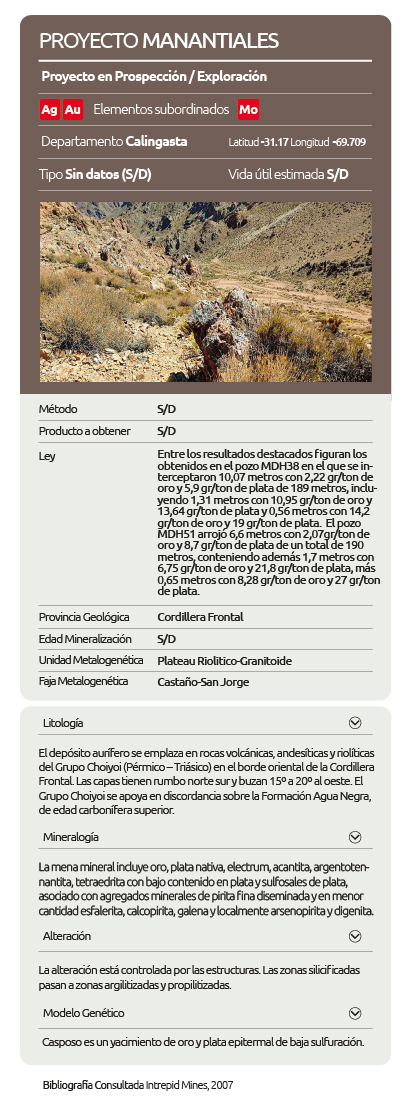 PROYECTO MANANTIALES
Proyecto en Prospección / Exploración
Ag Au Elementos subordinados Mo
Departamento Calingasta Latitud -31.17 Longitud -69.709
Tipo Sin datos (S/D) Vida útil estimada S/D
Método S/D
Producto a obtener S/D
Ley Entre los resultados destacados figuran los
obtenidos en el pozo MDH38 en el que se in-
terceptaron 10,07 metros con 2,22 gr/ton de
oro y 5,9 gr/ton de plata de 189 metros, inclu-
yendo 1,31 metros con 10,95 gr/ton de oro y
13,64 gr/ton de plata y 0,56 metros con 14,2
gr/ton de oro y 19 gr/ton de plata. El pozo
MDH51 arrojó 6,6 metros con 2,07gr/ton de
oro y 8,7 gr/ton de plata de un total de 190
metros, conteniendo además 1,7 metros con
6,75 gr/ton de oro y 21,8 gr/ton de plata, más
0,65 metros con 8,28 gr/ton de oro y 27 gr/ton
de plata.
Provincia Geológica Cordillera Frontal
Edad Mineralización S/D
Unidad Metalogenética Plateau Riolitico-Granitoide
Faja Metalogenética Castaño-San Jorge
Litología
El depósito aurífero se emplaza en rocas volcánicas, andesíticas y riolíticas
del Grupo Choiyoi (Pérmico – Triásico) en el borde oriental de la Cordillera
Frontal. Las capas tienen rumbo norte sur y buzan 15º a 20º al oeste. El
Grupo Choiyoi se apoya en discordancia sobre la Formación Agua Negra,
de edad carbonífera superior.
Mineralogía
La mena mineral incluye oro, plata nativa, electrum, acantita, argentoten-
nantita, tetraedrita con bajo contenido en plata y sulfosales de plata,
asociado con agregados minerales de pirita fina diseminada y en menor
cantidad esfalerita, calcopirita, galena y localmente arsenopirita y digenita.
Alteración
La alteración está controlada por las estructuras. Las zonas silicificadas
pasan a zonas argilitizadas y propilitizadas.
Modelo Genético
Casposo es un yacimiento de oro y plata epitermal de baja sulfuración.
Bibliografía Consultada Intrepid Mines, 2007